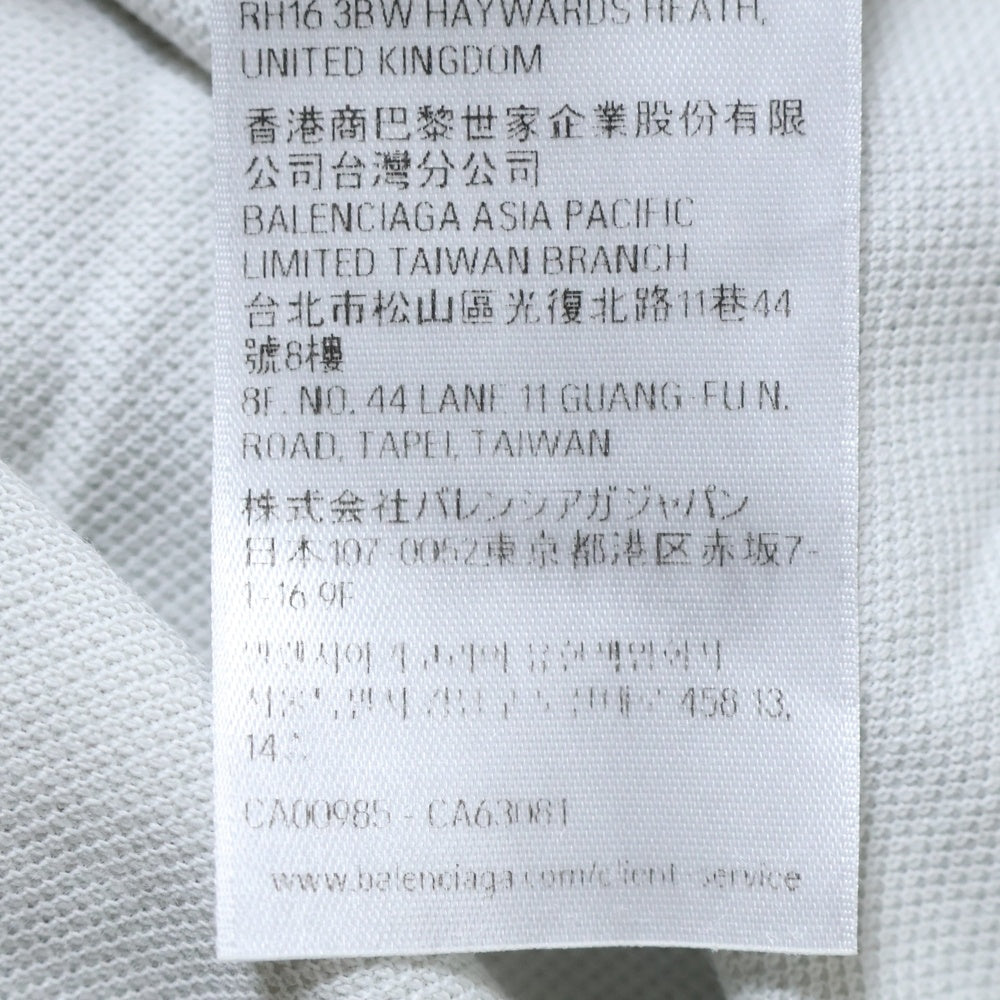 RH16 3BW HAYWARDS HEATH,
UNITED KINGDOM
香港商巴黎世家企業股份有限
公司台灣分公司
BALENCIAGA ASIA PACIFIC
LIMITED TAIWAN BRANCH
台北市松山區光復北路11巷44
號8樓
8F. NO. 44 LANE 11 GUANG-FU N.
ROAD, TAPEI, TAIWAN
株式会社バレンシアガジャパン
日本107-0052東京都港区赤坂7-
1-16 9F
458 13,
14
CA00985 - CA63081
www.balenciaga.com/client-service